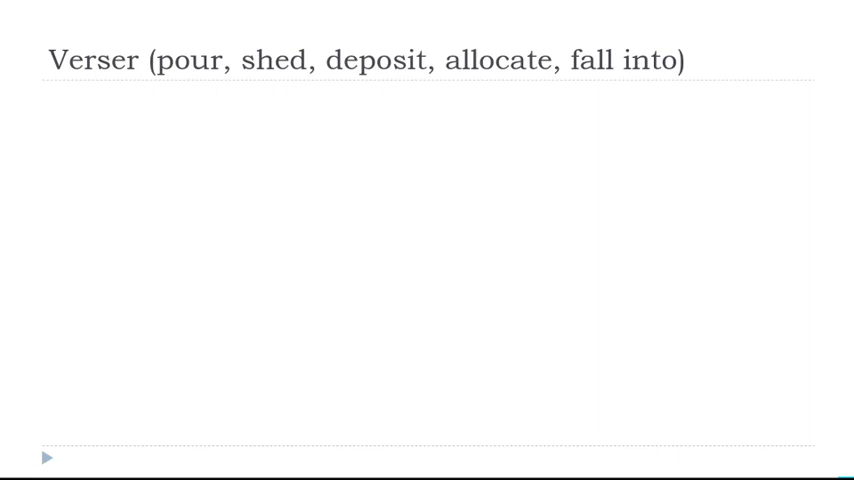 Verser (pour, shed, deposit, allocate, fall into)